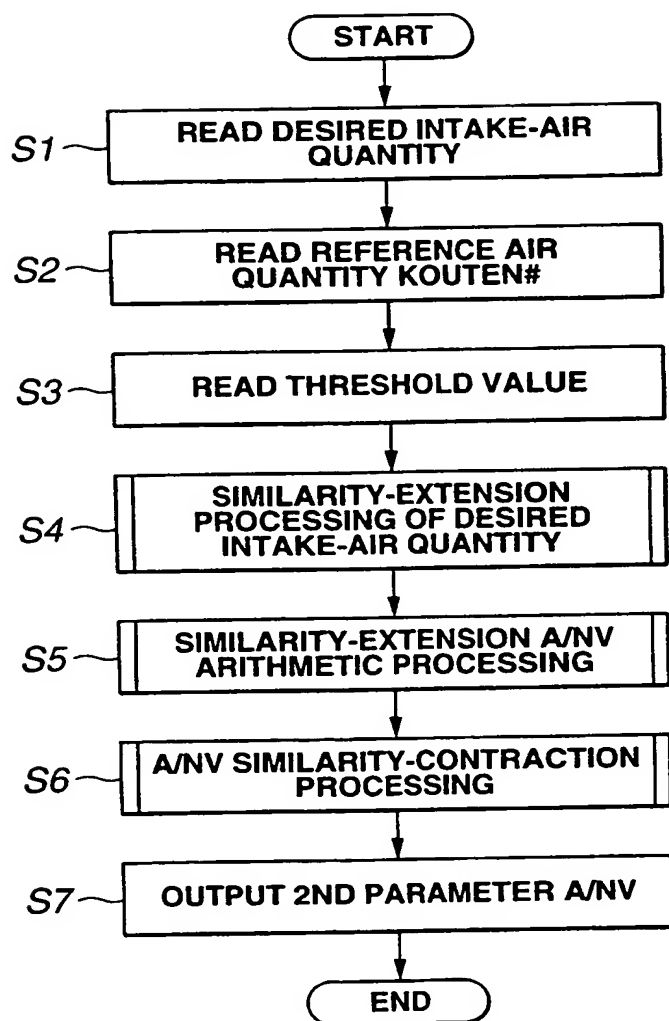 START
S1
READ DESIRED INTAKE-AIR
QUANTITY
S2
READ REFERENCE AIR
QUANTITY KOUTEN#
S3
READ THRESHOLD VALUE
S4
SIMILARITY-EXTENSION
PROCESSING OF DESIRED
INTAKE-AIR QUANTITY
S5
SIMILARITY-EXTENSION A/NV
ARITHMETIC PROCESSING
S6
A/NV SIMILARITY-CONTRACTION
PROCESSING
S7
OUTPUT 2ND PARAMETER A/NV
END